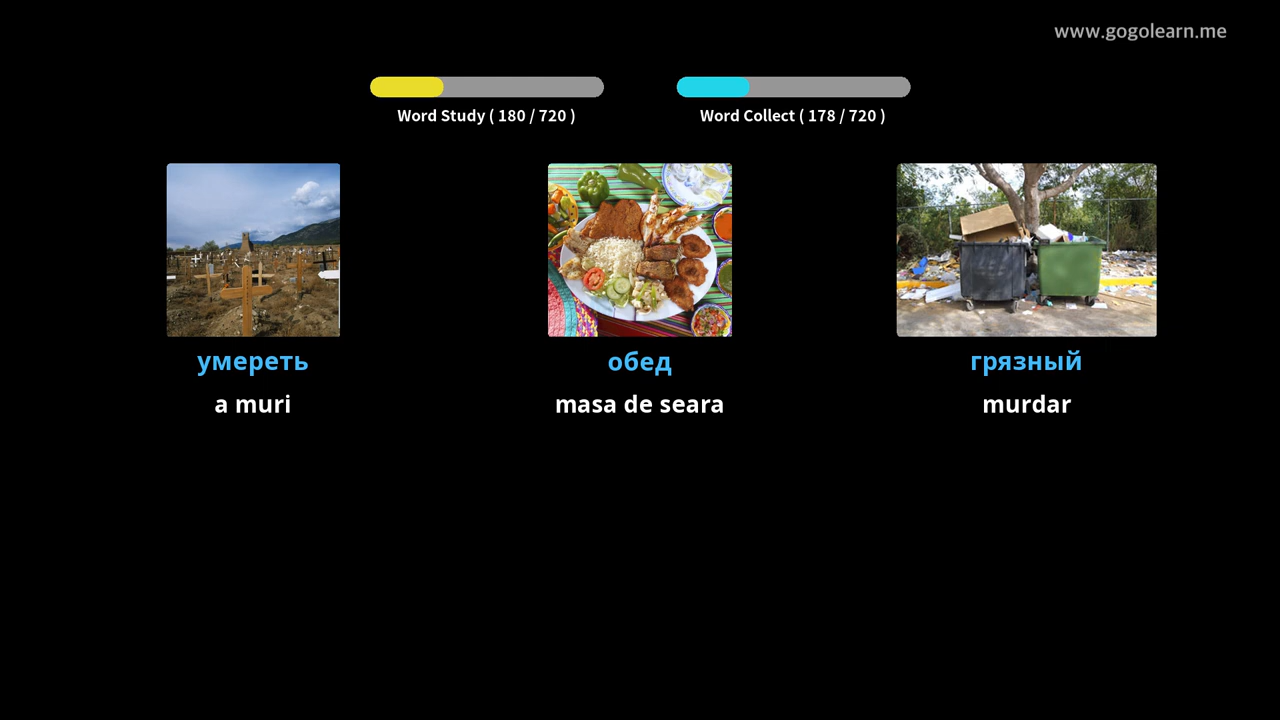 www.gogolearn.me
Word Study ( 180 / 720 )
Word Collect ( 178 / 720 )
умереть
обед
грязный
a muri
masa de seara
murdar